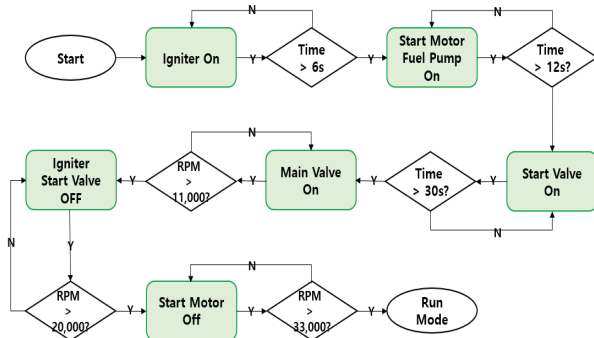 N
N
Start
Igniter On
Y
Time
> 6s
Y
Start Motor
Fuel Pump
On
Y
Time
> 12s?
N
Igniter
Start Valve
OFF
Y
RPM
>
11,000?
Y
Main Valve
On
Y
Time
> 30s?
Y
Start Valve
On
N
N
Y
N
RPM
>
20,000?
Y
Start Motor
Off
Y
RPM
>
33,000?
Y
Run
Mode